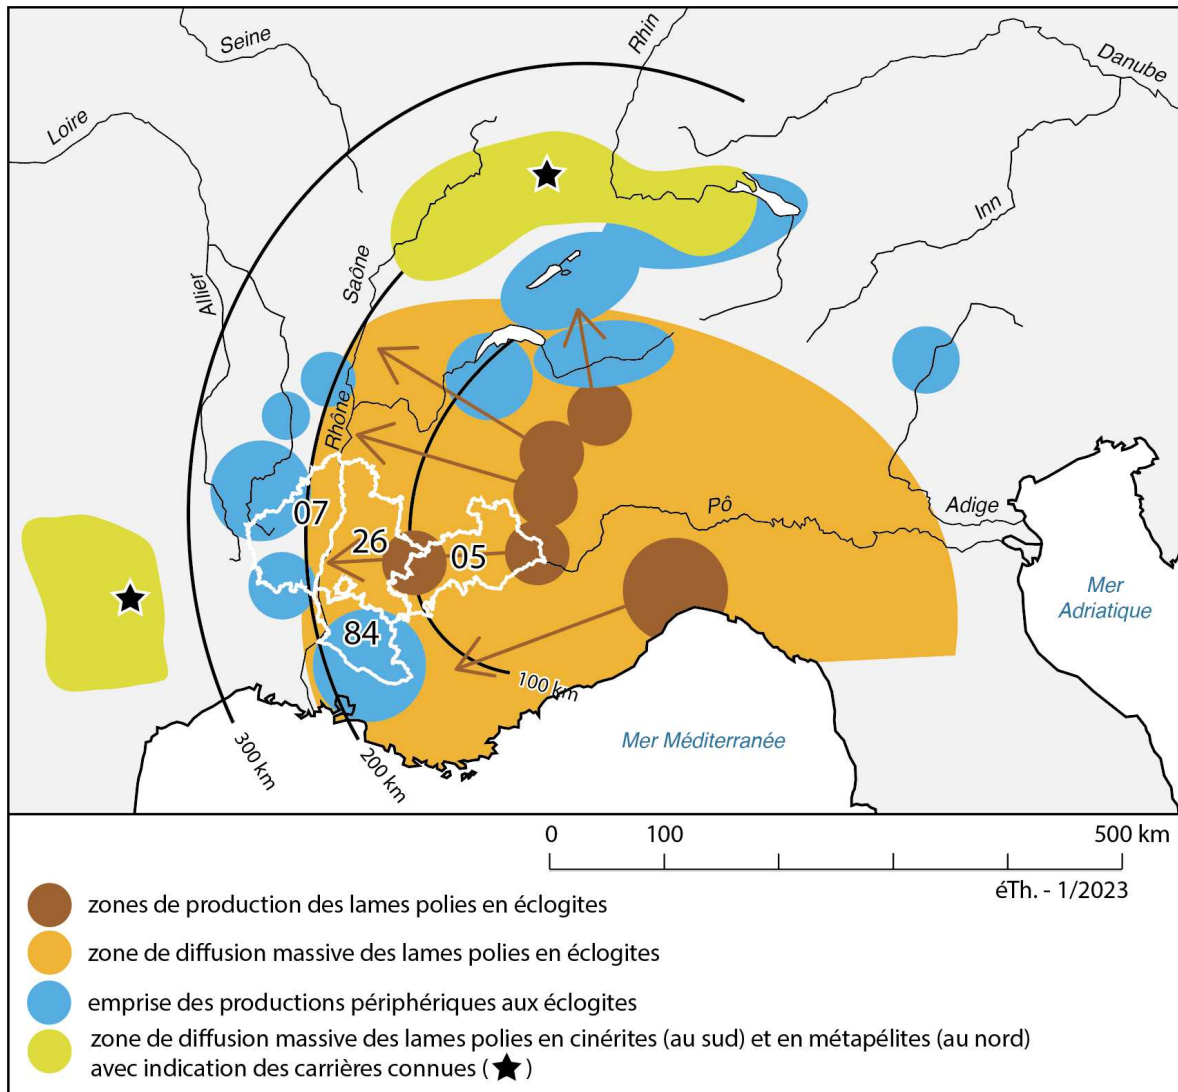 Seine
Rhin
Danube
Loire
Inn
Allier
Saône
Rhône
07
26
05
Pô
Adige
84
Mer
Adriatique
100 km
Mer Méditerranée
300 km
200 km
0 100 500 km
éTh. - 1/2023
zones de production des lames polies en éclogites
zone de diffusion massive des lames polies en éclogites
emprise des productions périphériques aux éclogites
zone de diffusion massive des lames polies en cinérites (au sud) et en métapélites (au nord)
avec indication des carrières connues (★)